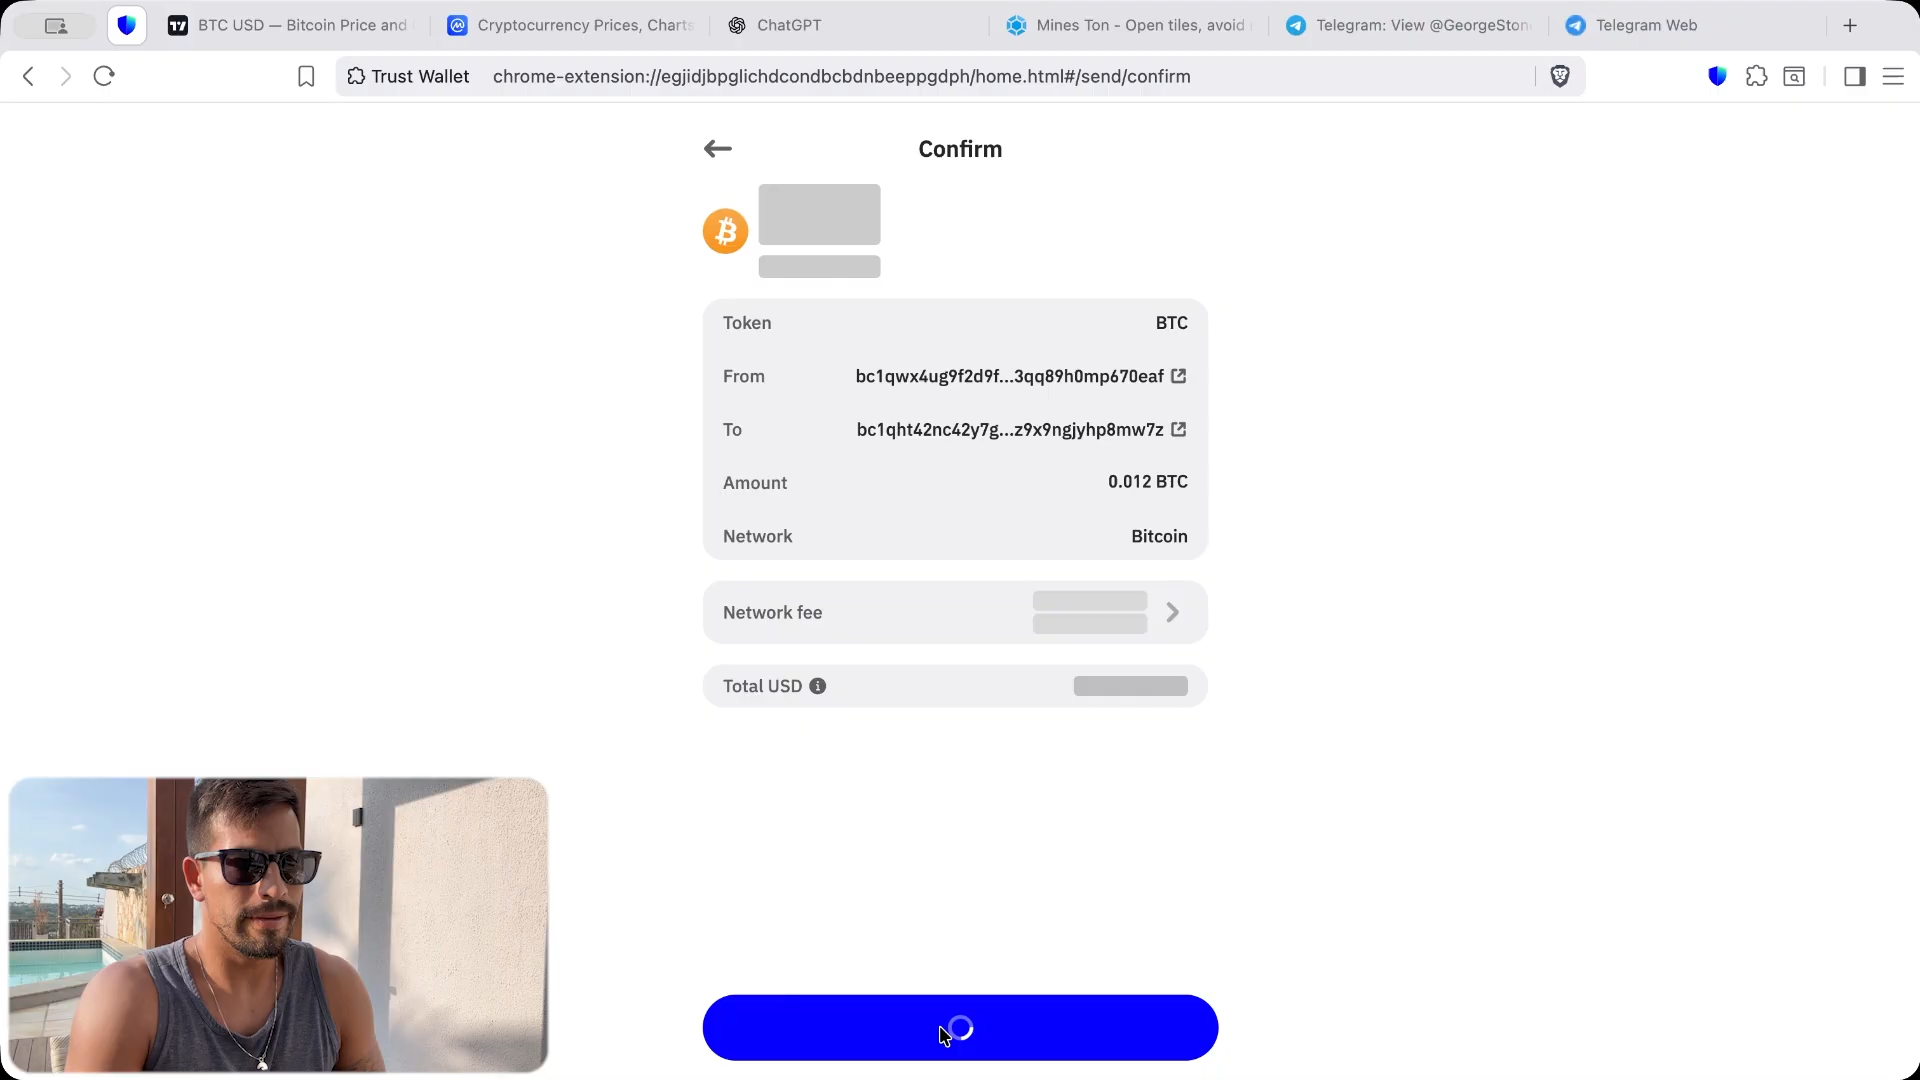 BTC USD — Bitcoin Price and
Cryptocurrency Prices, Charts
ChatGPT
Mines Ton - Open tiles, avoid
Telegram: View @GeorgeSton
Telegram Web
Trust Wallet
chrome-extension://egjidjbpglichdcondbcbdnbeeppgdph/home.html#/send/confirm
Confirm
Token
BTC
From
bc1qwx4ug9f2d9f...3qq89h0mp670eaf
To
bc1qht42nc42y7g...z9x9ngjyhp8mw7z
Amount
0.012 BTC
Network
Bitcoin
Network fee
Total USD